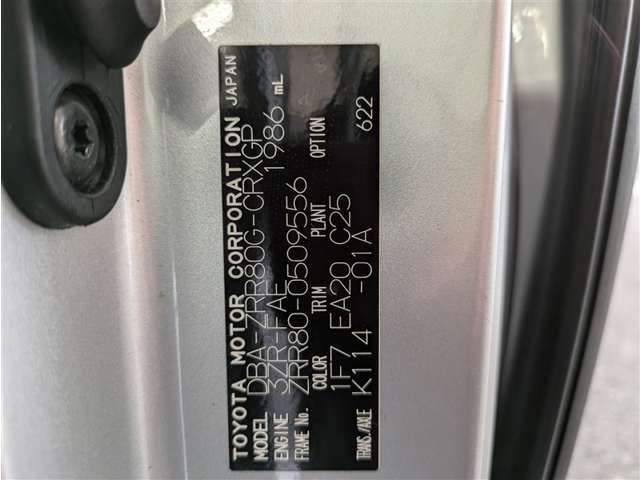 TOYOTA MOTOR CORPORATION JAPAN
MODEL DBA-ZRR80G-CRXGP
ENGINE 3ZR-FAE 1986 mL
FRAME No. ZRR80-0509556
COLOR TRIM PLANT OPTION
1F7 EA20 C25 622
TRANS./AXLE K114 -01A